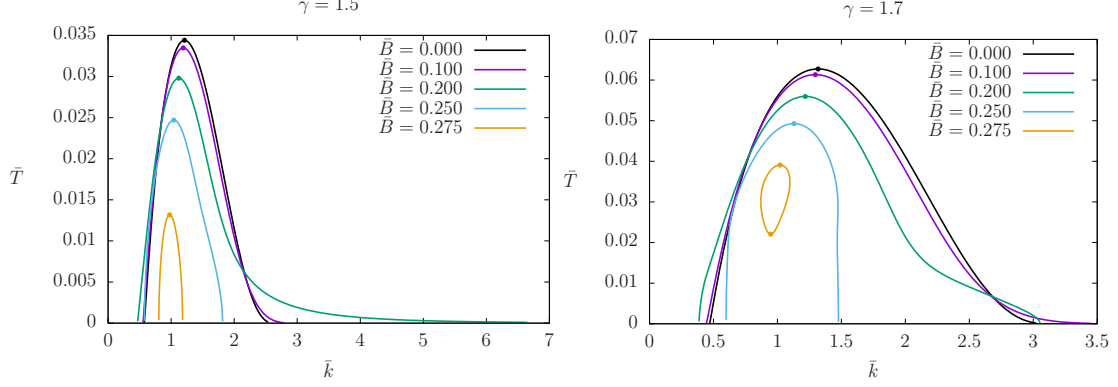 γ = 1.5
0.035
0.03
0.025
0.02
0.015
0.01
0.005
0
T̄
0 1 2 3 4 5 6 7
k̄
B̄ = 0.000
B̄ = 0.100
B̄ = 0.200
B̄ = 0.250
B̄ = 0.275
γ = 1.7
0.07
0.06
0.05
0.04
0.03
0.02
0.01
0
T̄
0 0.5 1 1.5 2 2.5 3 3.5
k̄
B̄ = 0.000
B̄ = 0.100
B̄ = 0.200
B̄ = 0.250
B̄ = 0.275